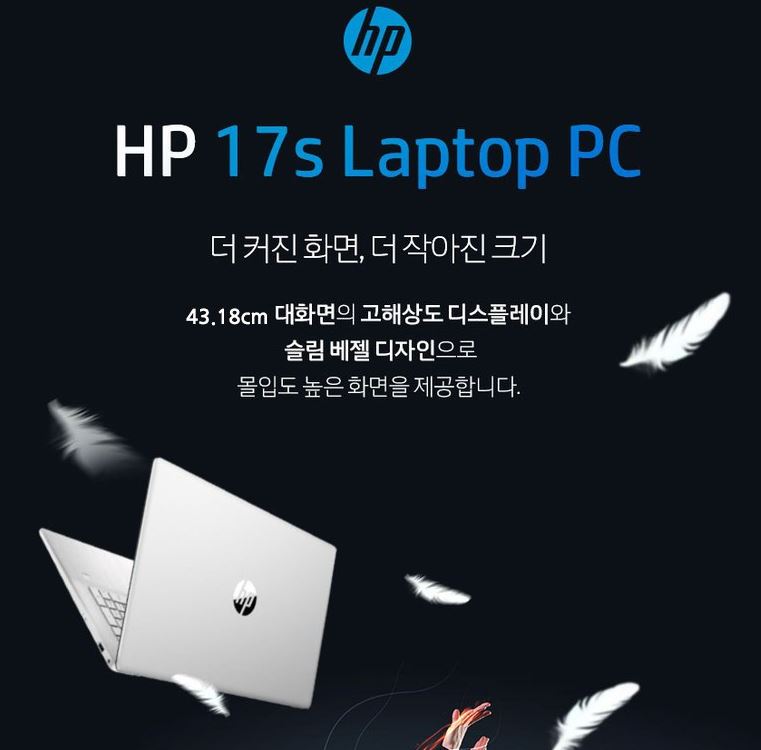 hp
HP 17s Laptop PC
더 커진 화면, 더 작아진 크기
43.18cm 대화면의 고해상도 디스플레이와
슬림 베젤 디자인으로
몰입도 높은 화면을 제공합니다.
hp